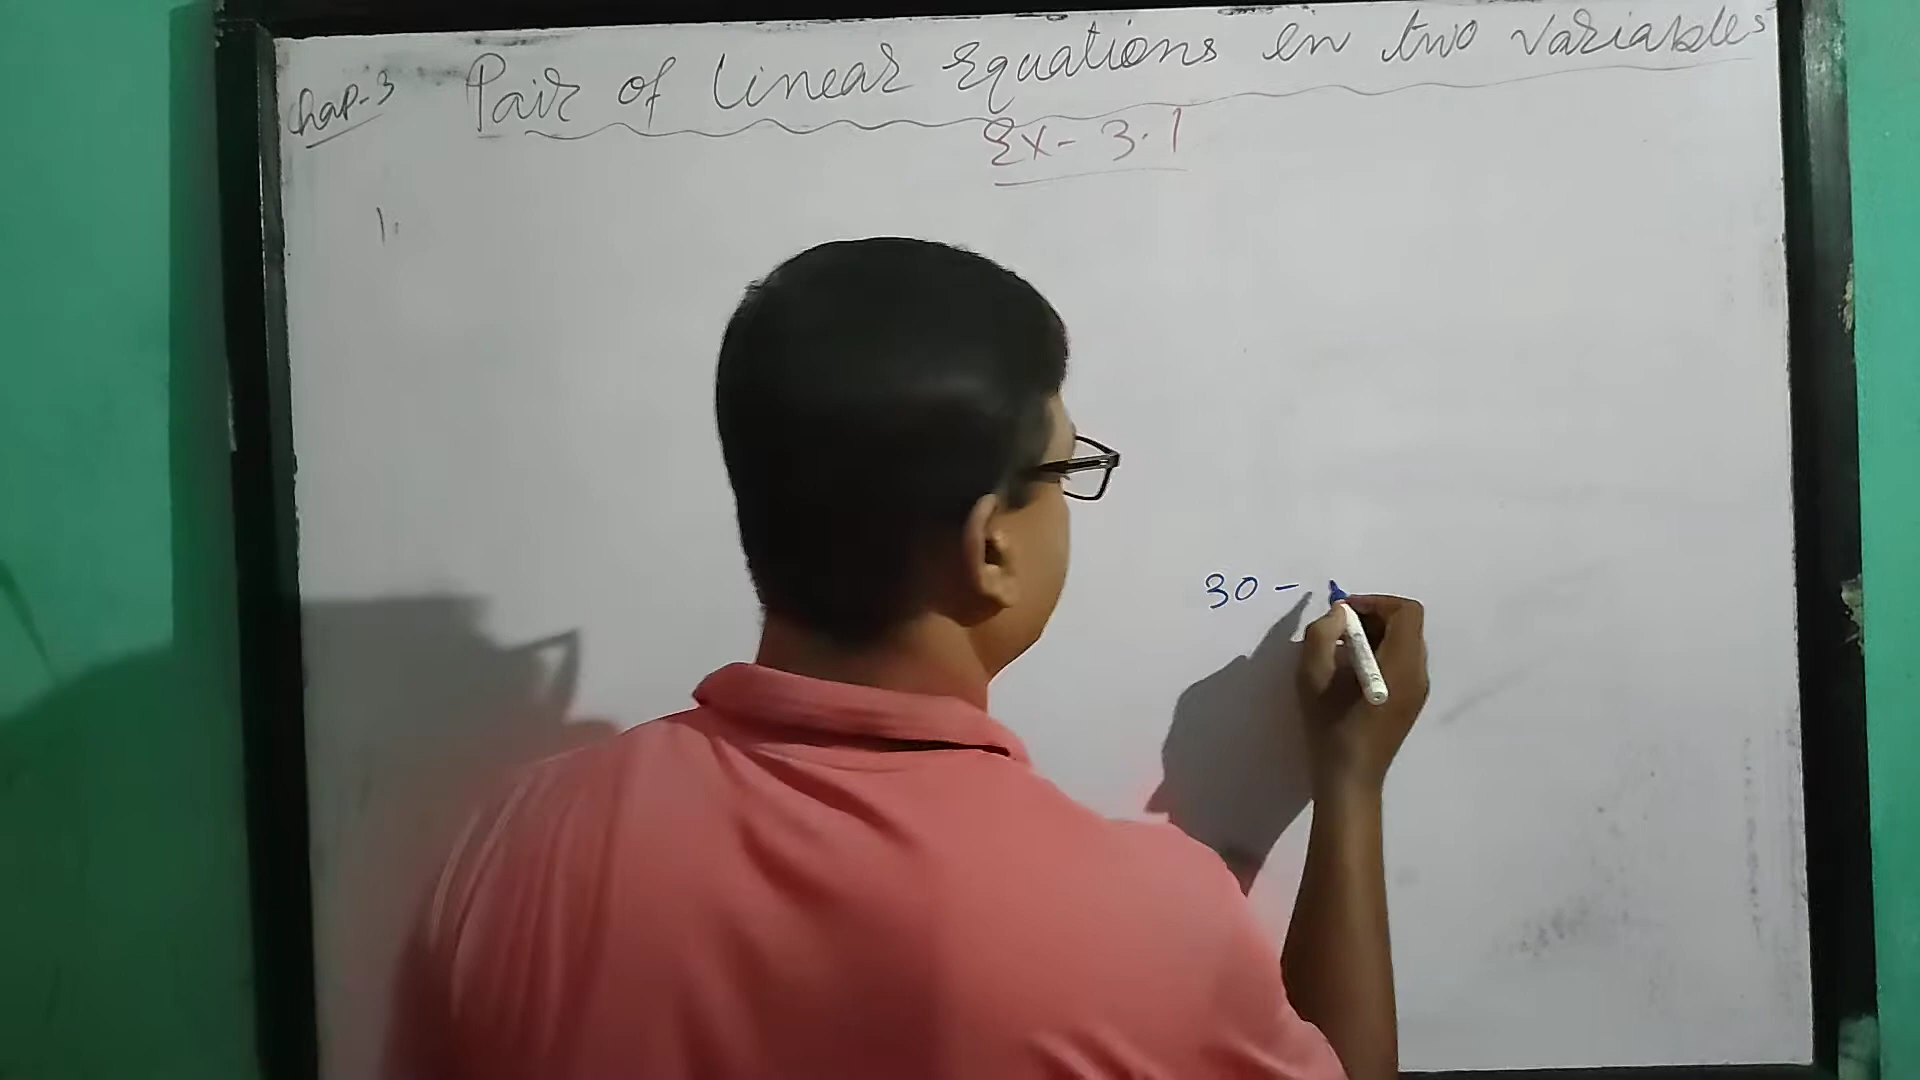 Chap-3 Pair of Linear Equations in two variables
Ex- 3.1
1.
30 -